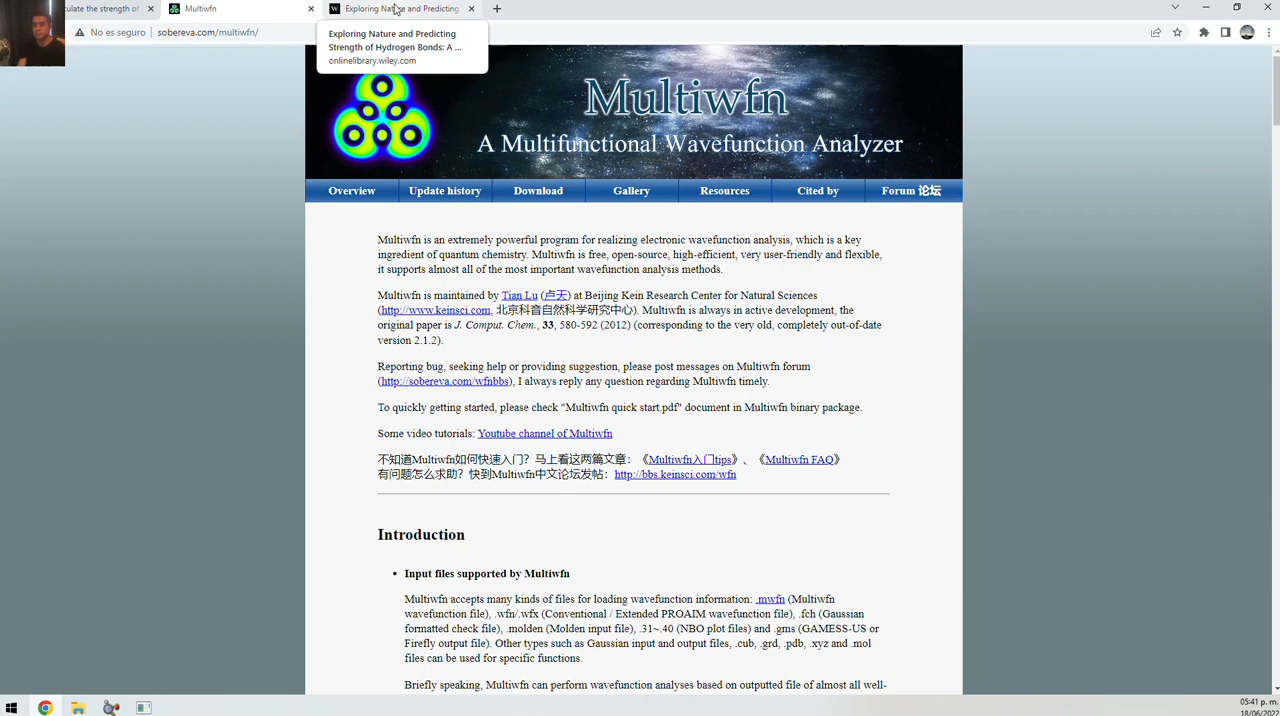 culate the strength of
Multiwfn
Exploring Nature and Predicting
No es seguro
sobereva.com/multiwfn/
Exploring Nature and Predicting
Strength of Hydrogen Bonds: A ...
onlinelibrary.wiley.com
Multiwfn
A Multifunctional Wavefunction Analyzer
Overview
Update history
Download
Gallery
Resources
Cited by
Forum 论坛
Multiwfn is an extremely powerful program for realizing electronic wavefunction analysis, which is a key
ingredient of quantum chemistry. Multiwfn is free, open-source, high-efficient, very user-friendly and flexible,
it supports almost all of the most important wavefunction analysis methods.
Multiwfn is maintained by Tian Lu (卢天) at Beijing Kein Research Center for Natural Sciences
(http://www.keinsci.com, 北京科音自然科学研究中心). Multiwfn is always in active development, the
original paper is J. Comput. Chem., 33, 580-592 (2012) (corresponding to the very old, completely out-of-date
version 2.1.2).
Reporting bug, seeking help or providing suggestion, please post messages on Multiwfn forum
(http://sobereva.com/wfnbbs), I always reply any question regarding Multiwfn timely.
To quickly getting started, please check "Multiwfn quick start.pdf" document in Multiwfn binary package.
Some video tutorials: Youtube channel of Multiwfn
不知道Multiwfn如何快速入门？马上看这两篇文章：《Multiwfn入门tips》、《Multiwfn FAQ》
有问题怎么求助？快到Multiwfn中文论坛发帖：http://bbs.keinsci.com/wfn
Introduction
• Input files supported by Multiwfn
Multiwfn accepts many kinds of files for loading wavefunction information: .mwfn (Multiwfn
wavefunction file), .wfn/.wfx (Conventional / Extended PROAIM wavefunction file), .fch (Gaussian
formatted check file), .molden (Molden input file), .31~.40 (NBO plot files) and .gms (GAMESS-US or
Firefly output file). Other types such as Gaussian input and output files, .cub, .grd, .pdb, .xyz and .mol
files can be used for specific functions.
Briefly speaking, Multiwfn can perform wavefunction analyses based on outputted file of almost all well-
05:41 p. m.
18/06/2022